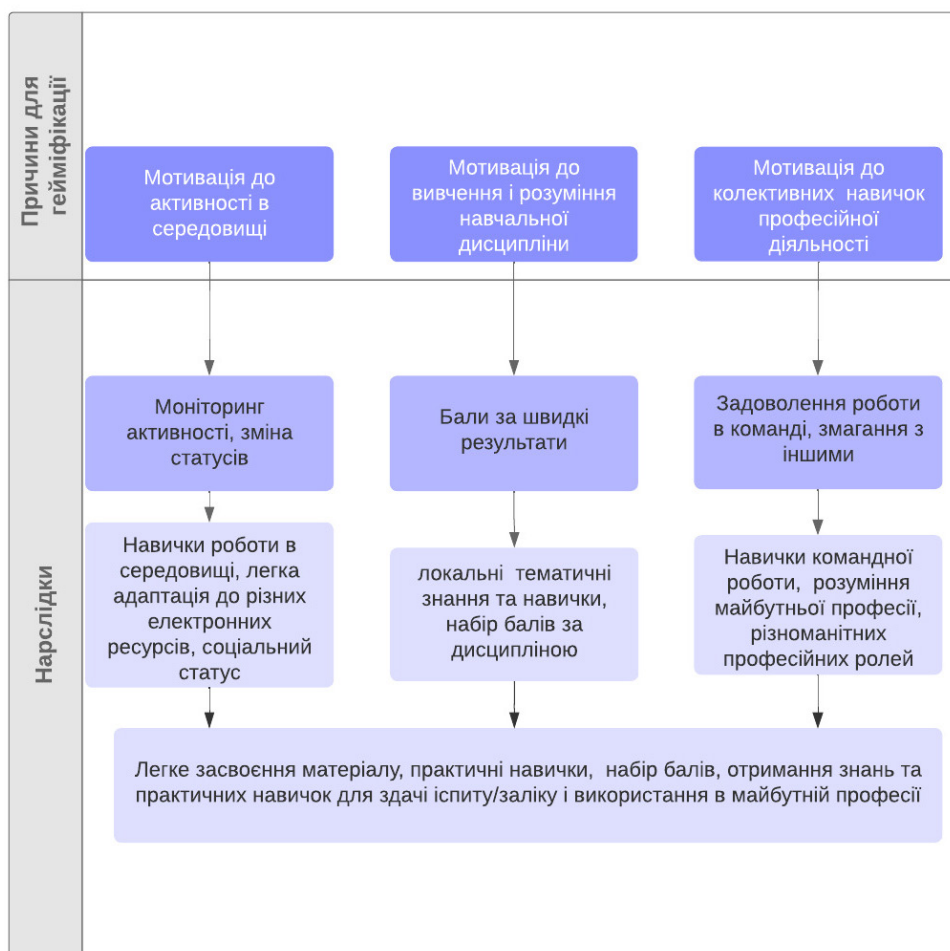 Причини для
гейміфікації
Мотивація до
активності в
середовищі
Мотивація до
вивчення і розуміння
навчальної
дисципліни
Мотивація до
колективних навичок
професійної
діяльності
Нарслідки
Моніторинг
активності, зміна
статусів
Бали за швидкі
результати
Задоволення роботи
в команді, змагання з
іншими
Навички роботи в
середовищі, легка
адаптація до різних
електронних
ресурсів, соціальний
статус
локальні тематичні
знання та навички,
набір балів за
дисципліною
Навички командної
роботи, розуміння
майбутньої професії,
різноманітних
професійних ролей
Легке засвоєння матеріалу, практичні навички, набір балів, отримання знань та
практичних навичок для здачі іспиту/заліку і використання в майбутній професії